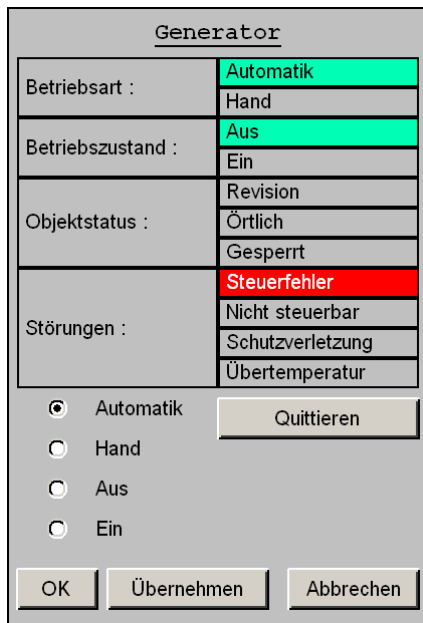 Generator
Betriebsart :
Automatik
Hand
Betriebszustand :
Aus
Ein
Objektstatus :
Revision
Örtlich
Gesperrt
Störungen :
Steuerfehler
Nicht steuerbar
Schutzverletzung
Übertemperatur
Automatik
Quittieren
Hand
Aus
Ein
OK
Übernehmen
Abbrechen